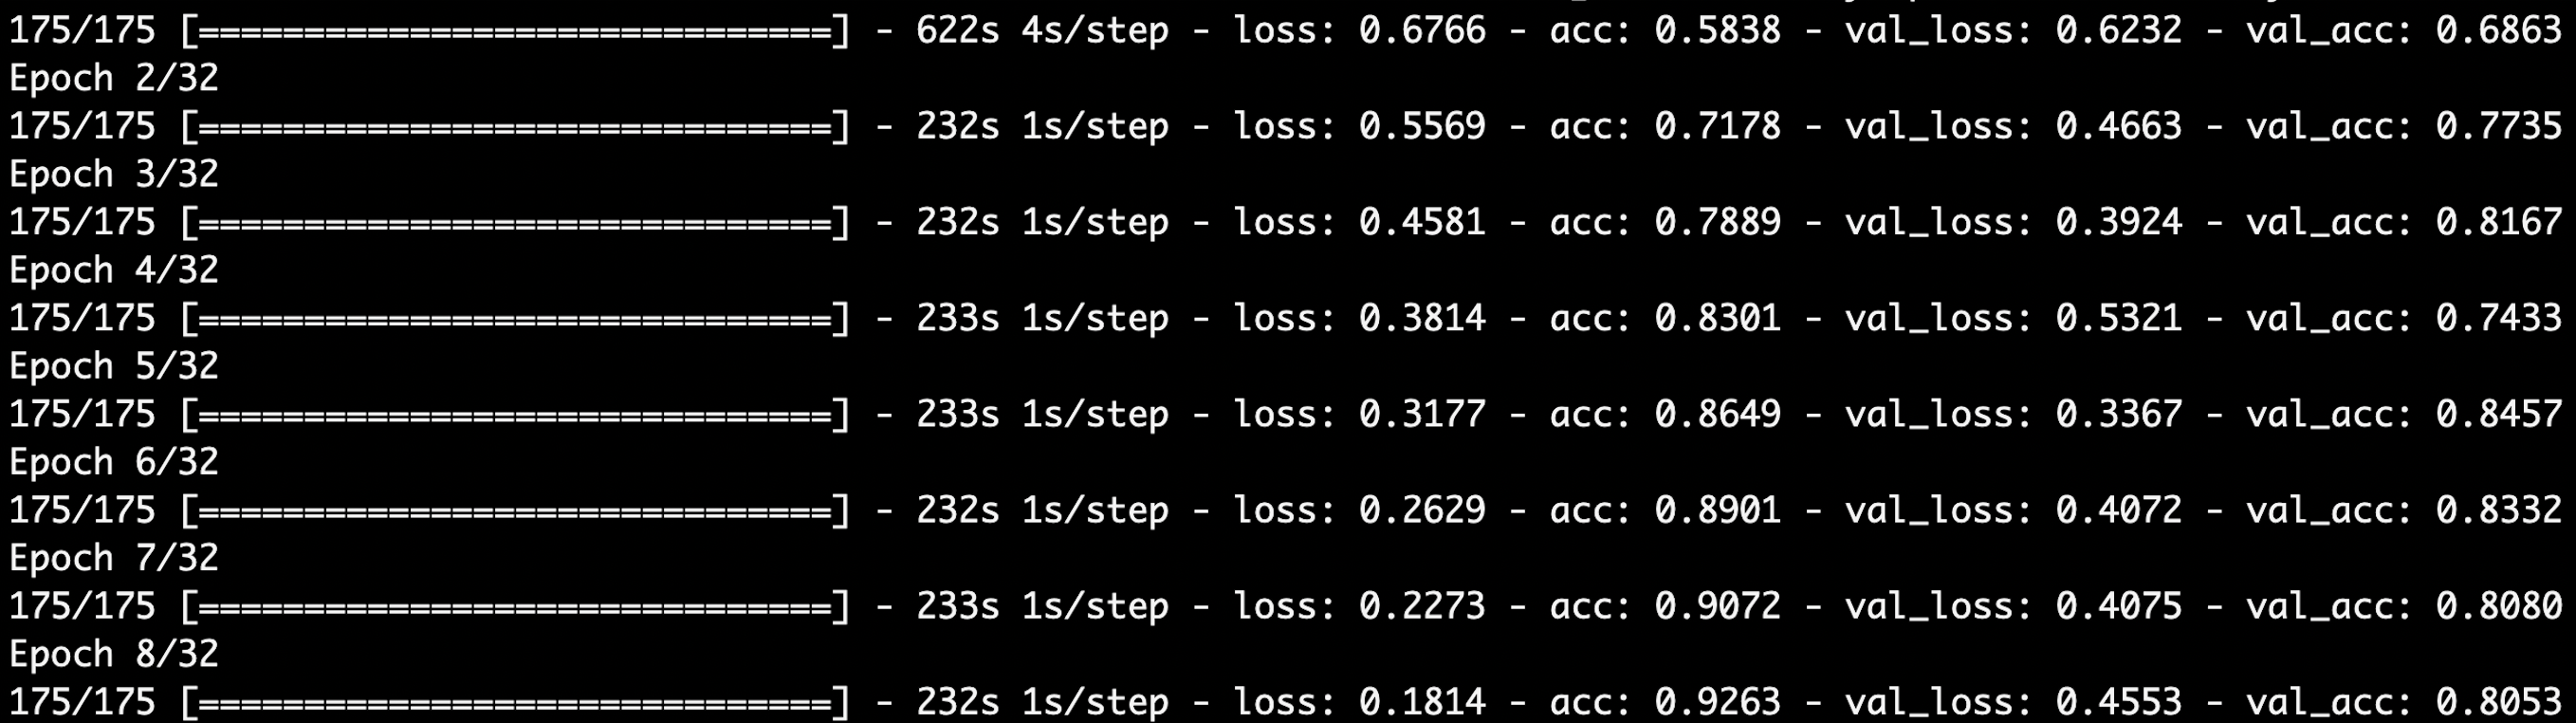 175/175 [==============================] - 622s 4s/step - loss: 0.6766 - acc: 0.5838 - val_loss: 0.6232 - val_acc: 0.6863
Epoch 2/32
175/175 [==============================] - 232s 1s/step - loss: 0.5569 - acc: 0.7178 - val_loss: 0.4663 - val_acc: 0.7735
Epoch 3/32
175/175 [==============================] - 232s 1s/step - loss: 0.4581 - acc: 0.7889 - val_loss: 0.3924 - val_acc: 0.8167
Epoch 4/32
175/175 [==============================] - 233s 1s/step - loss: 0.3814 - acc: 0.8301 - val_loss: 0.5321 - val_acc: 0.7433
Epoch 5/32
175/175 [==============================] - 233s 1s/step - loss: 0.3177 - acc: 0.8649 - val_loss: 0.3367 - val_acc: 0.8457
Epoch 6/32
175/175 [==============================] - 232s 1s/step - loss: 0.2629 - acc: 0.8901 - val_loss: 0.4072 - val_acc: 0.8332
Epoch 7/32
175/175 [==============================] - 233s 1s/step - loss: 0.2273 - acc: 0.9072 - val_loss: 0.4075 - val_acc: 0.8080
Epoch 8/32
175/175 [==============================] - 232s 1s/step - loss: 0.1814 - acc: 0.9263 - val_loss: 0.4553 - val_acc: 0.8053